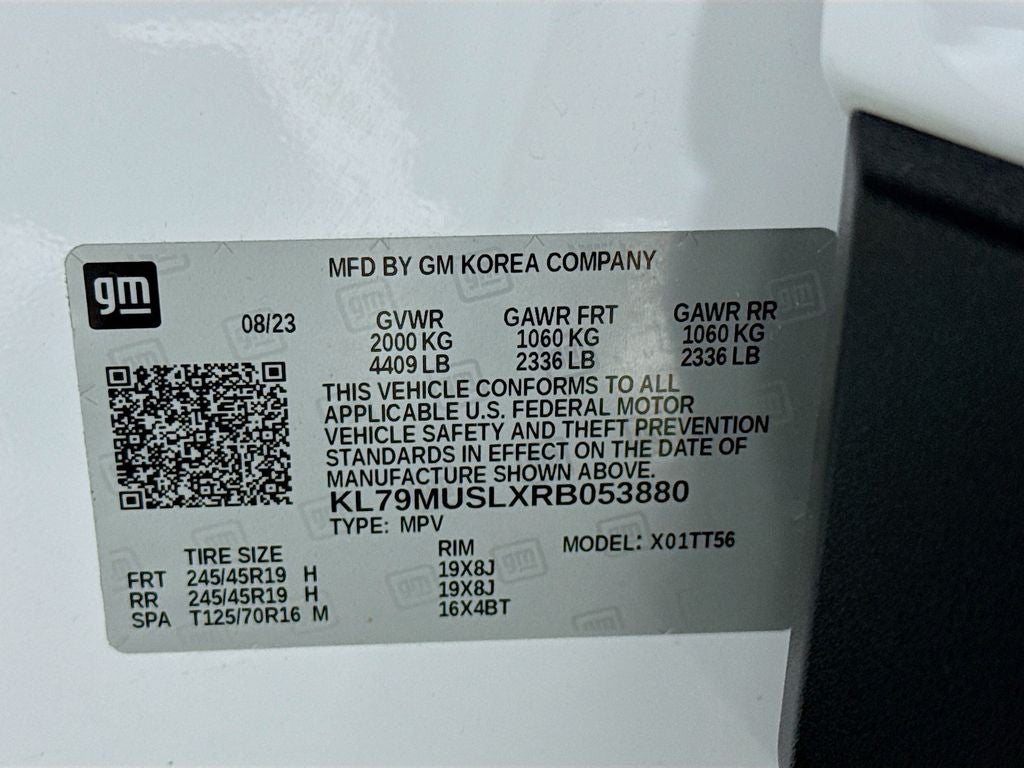 gm
MFD BY GM KOREA COMPANY
08/23
GVWR GAWR FRT GAWR RR
2000 KG 1060 KG 1060 KG
4409 LB 2336 LB 2336 LB
THIS VEHICLE CONFORMS TO ALL
APPLICABLE U.S. FEDERAL MOTOR
VEHICLE SAFETY AND THEFT PREVENTION
STANDARDS IN EFFECT ON THE DATE OF
MANUFACTURE SHOWN ABOVE.
KL79MUSLXRB053880
TYPE: MPV
TIRE SIZE RIM MODEL: X01TT56
FRT 245/45R19 H 19X8J
RR 245/45R19 H 19X8J
SPA T125/70R16 M 16X4BT